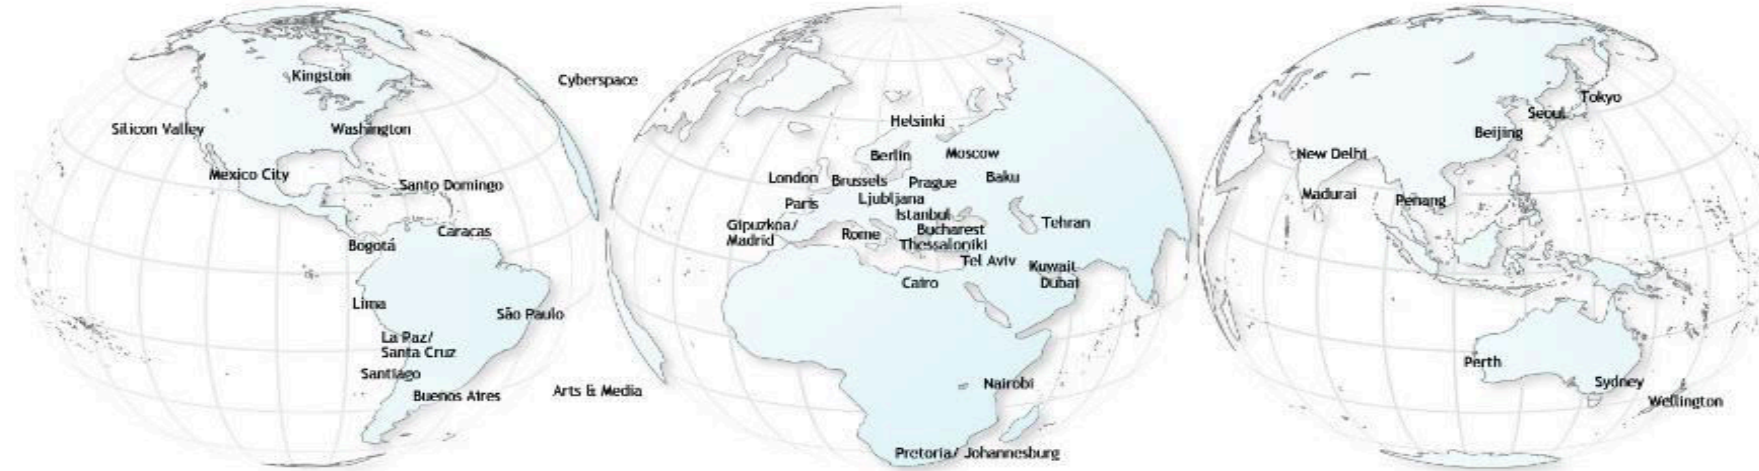 Kingston
Silicon Valley
Washington
Mexico City
Santo Domingo
Bogotá
Caracas
Lima
São Paulo
La Paz/
Santa Cruz
Santiago
Buenos Aires
Cyberspace
Arts & Media
Helsinki
Berlin
Moscow
London
Brussels
Prague
Baku
Ljubljana
Paris
Istanbul
Gipuzkoa/
Madrid
Rome
Bucharest
Tehran
Thessaloniki
Tel Aviv
Kuwait
Cairo
Dubai
Nairobi
Pretoria/ Johannesburg
Tokyo
Seoul
Beijing
New Delhi
Madurai
Penang
Perth
Sydney
Wellington